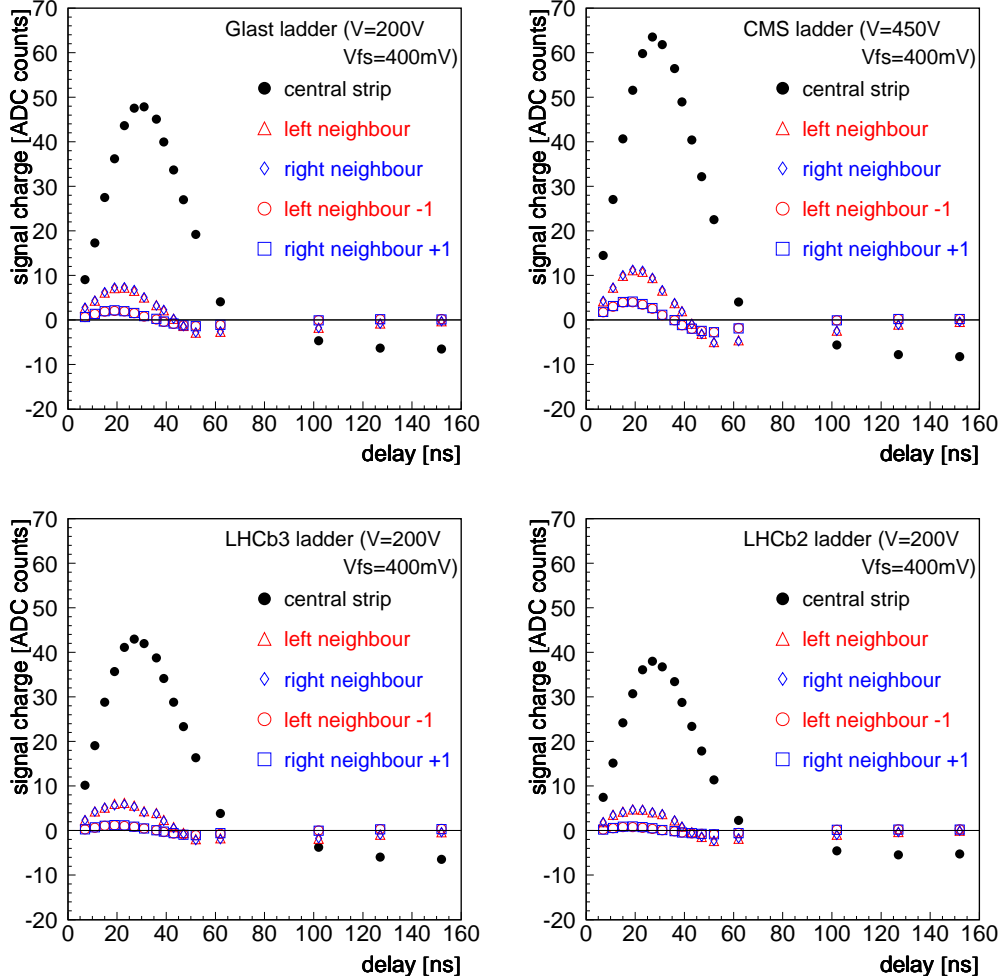 Glast ladder (V=200V
Vfs=400mV)
central strip
left neighbour
right neighbour
left neighbour -1
right neighbour +1
signal charge [ADC counts]
70
60
50
40
30
20
10
0
-10
-20
0 20 40 60 80 100 120 140 160
delay [ns]
CMS ladder (V=450V
Vfs=400mV)
central strip
left neighbour
right neighbour
left neighbour -1
right neighbour +1
signal charge [ADC counts]
70
60
50
40
30
20
10
0
-10
-20
0 20 40 60 80 100 120 140 160
delay [ns]
LHCb3 ladder (V=200V
Vfs=400mV)
central strip
left neighbour
right neighbour
left neighbour -1
right neighbour +1
signal charge [ADC counts]
70
60
50
40
30
20
10
0
-10
-20
0 20 40 60 80 100 120 140 160
delay [ns]
LHCb2 ladder (V=200V
Vfs=400mV)
central strip
left neighbour
right neighbour
left neighbour -1
right neighbour +1
signal charge [ADC counts]
70
60
50
40
30
20
10
0
-10
-20
0 20 40 60 80 100 120 140 160
delay [ns]